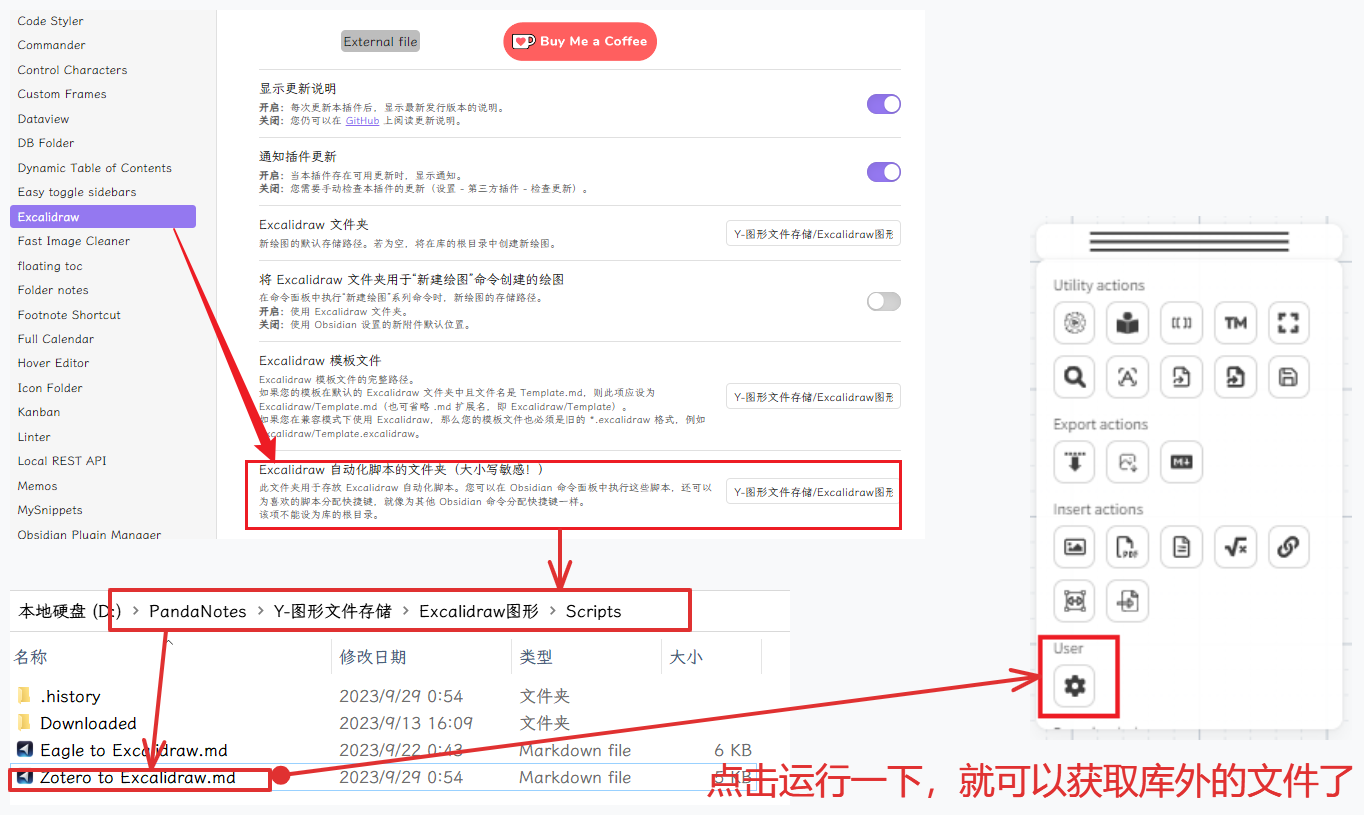 Code Styler
Commander
Control Characters
Custom Frames
Dataview
DB Folder
Dynamic Table of Contents
Easy toggle sidebars
Excalidraw
Fast Image Cleaner
floating toc
Folder notes
Footnote Shortcut
Full Calendar
Hover Editor
Icon Folder
Kanban
Linter
Local REST API
Memos
MySnippets
Obsidian Plugin Manager
External file
Buy Me a Coffee
显示更新说明
开启：每次更新本插件后，显示最新发行版本的说明。
关闭：您仍可以在 GitHub 上阅读更新说明。
通知插件更新
开启：当本插件存在可用更新时，显示通知。
关闭：您需要手动检查本插件的更新（设置 - 第三方插件 - 检查更新）。
Excalidraw 文件夹
新绘图的默认存储路径。若为空，将在库的根目录中创建新绘图。
Y-图形文件存储/Excalidraw图形
将 Excalidraw 文件夹用于“新建绘图”命令创建的绘图
在命令面板中执行“新建绘图”系列命令时，新绘图的存储路径。
开启：使用 Excalidraw 文件夹。
关闭：使用 Obsidian 设置的新附件默认位置。
Excalidraw 模板文件
Excalidraw 模板文件的完整路径。
如果您的模板在默认的 Excalidraw 文件夹中且文件名是 Template.md，则此项应设为
Excalidraw/Template.md（也可省略 .md 扩展名，即 Excalidraw/Template）。
如果您在兼容模式下使用 Excalidraw，那么您的模板文件也必须是旧的 *.excalidraw 格式，例如
Excalidraw/Template.excalidraw。
Y-图形文件存储/Excalidraw图形
Excalidraw 自动化脚本的文件夹（大小写敏感！）
此文件夹用于存放 Excalidraw 自动化脚本。您可以在 Obsidian 命令面板中执行这些脚本，还可以
为喜欢的脚本分配快捷键，就像为其他 Obsidian 命令分配快捷键一样。
该项不能设为库的根目录。
Y-图形文件存储/Excalidraw图形
本地硬盘 (D:) > PandaNotes > Y-图形文件存储 > Excalidraw图形 > Scripts
名称 修改日期 类型 大小
.history 2023/9/29 0:54 文件夹
Downloaded 2023/9/13 16:09 文件夹
Eagle to Excalidraw.md 2023/9/22 0:43 Markdown file 6 KB
Zotero to Excalidraw.md 2023/9/29 0:54 Markdown file 5 KB
Utility actions
TM
Export actions
M↓
Insert actions
PDF
User
点击运行一下，就可以获取库外的文件了